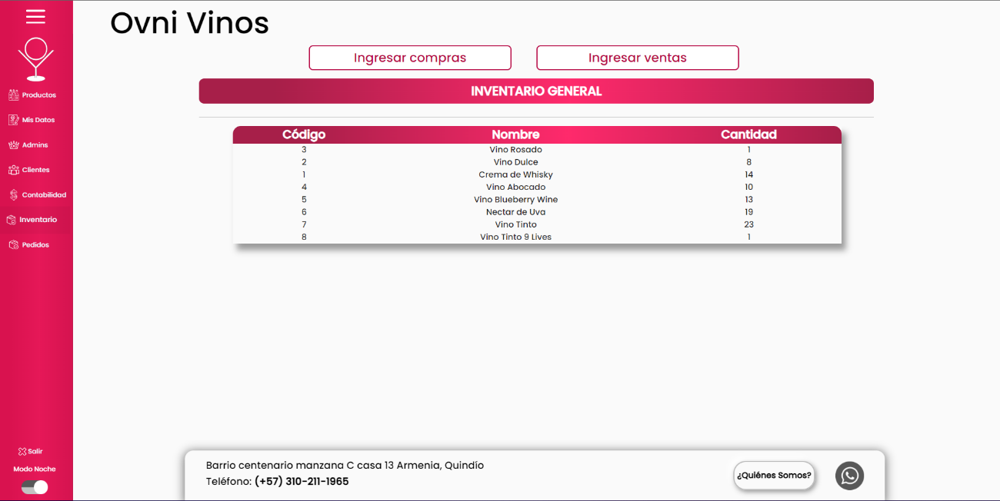 Ovni Vinos
Ingresar compras
Ingresar ventas
INVENTARIO GENERAL
Código Nombre Cantidad
3 Vino Rosado 1
2 Vino Dulce 8
1 Crema de Whisky 14
4 Vino Abocado 10
5 Vino Blueberry Wine 13
6 Nectar de Uva 19
7 Vino Tinto 23
8 Vino Tinto 9 Lives 1
Productos
Mis Datos
Admins
Clientes
Contabilidad
Inventario
Pedidos
Salir
Modo Noche
Barrio centenario manzana C casa 13 Armenia, Quindío
Teléfono: (+57) 310-211-1965
¿Quiénes Somos?